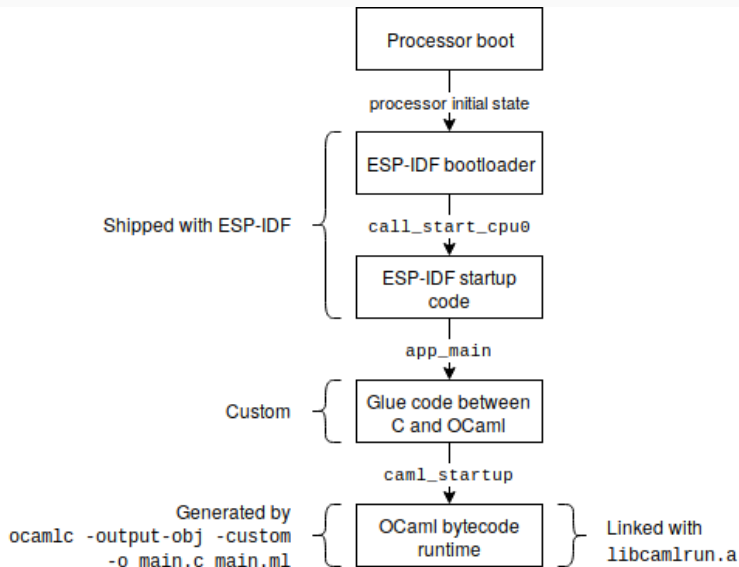 Processor boot
processor initial state
ESP-IDF bootloader
Shipped with ESP-IDF
call_start_cpu0
ESP-IDF startup
code
app_main
Custom
Glue code between
C and OCaml
caml_startup
Generated by
ocamlc -output-obj -custom
-o main.c main.ml
OCaml bytecode
runtime
Linked with
libcamlrun.a